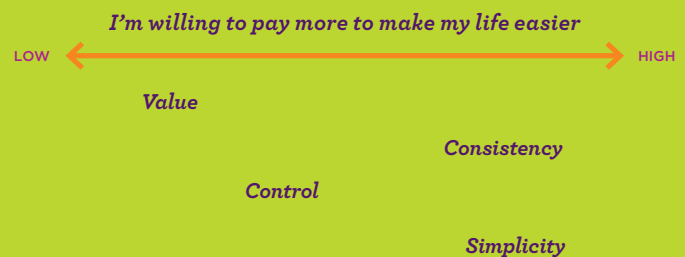 I'm willing to pay more to make my life easier
LOW HIGH
Value
Consistency
Control
Simplicity